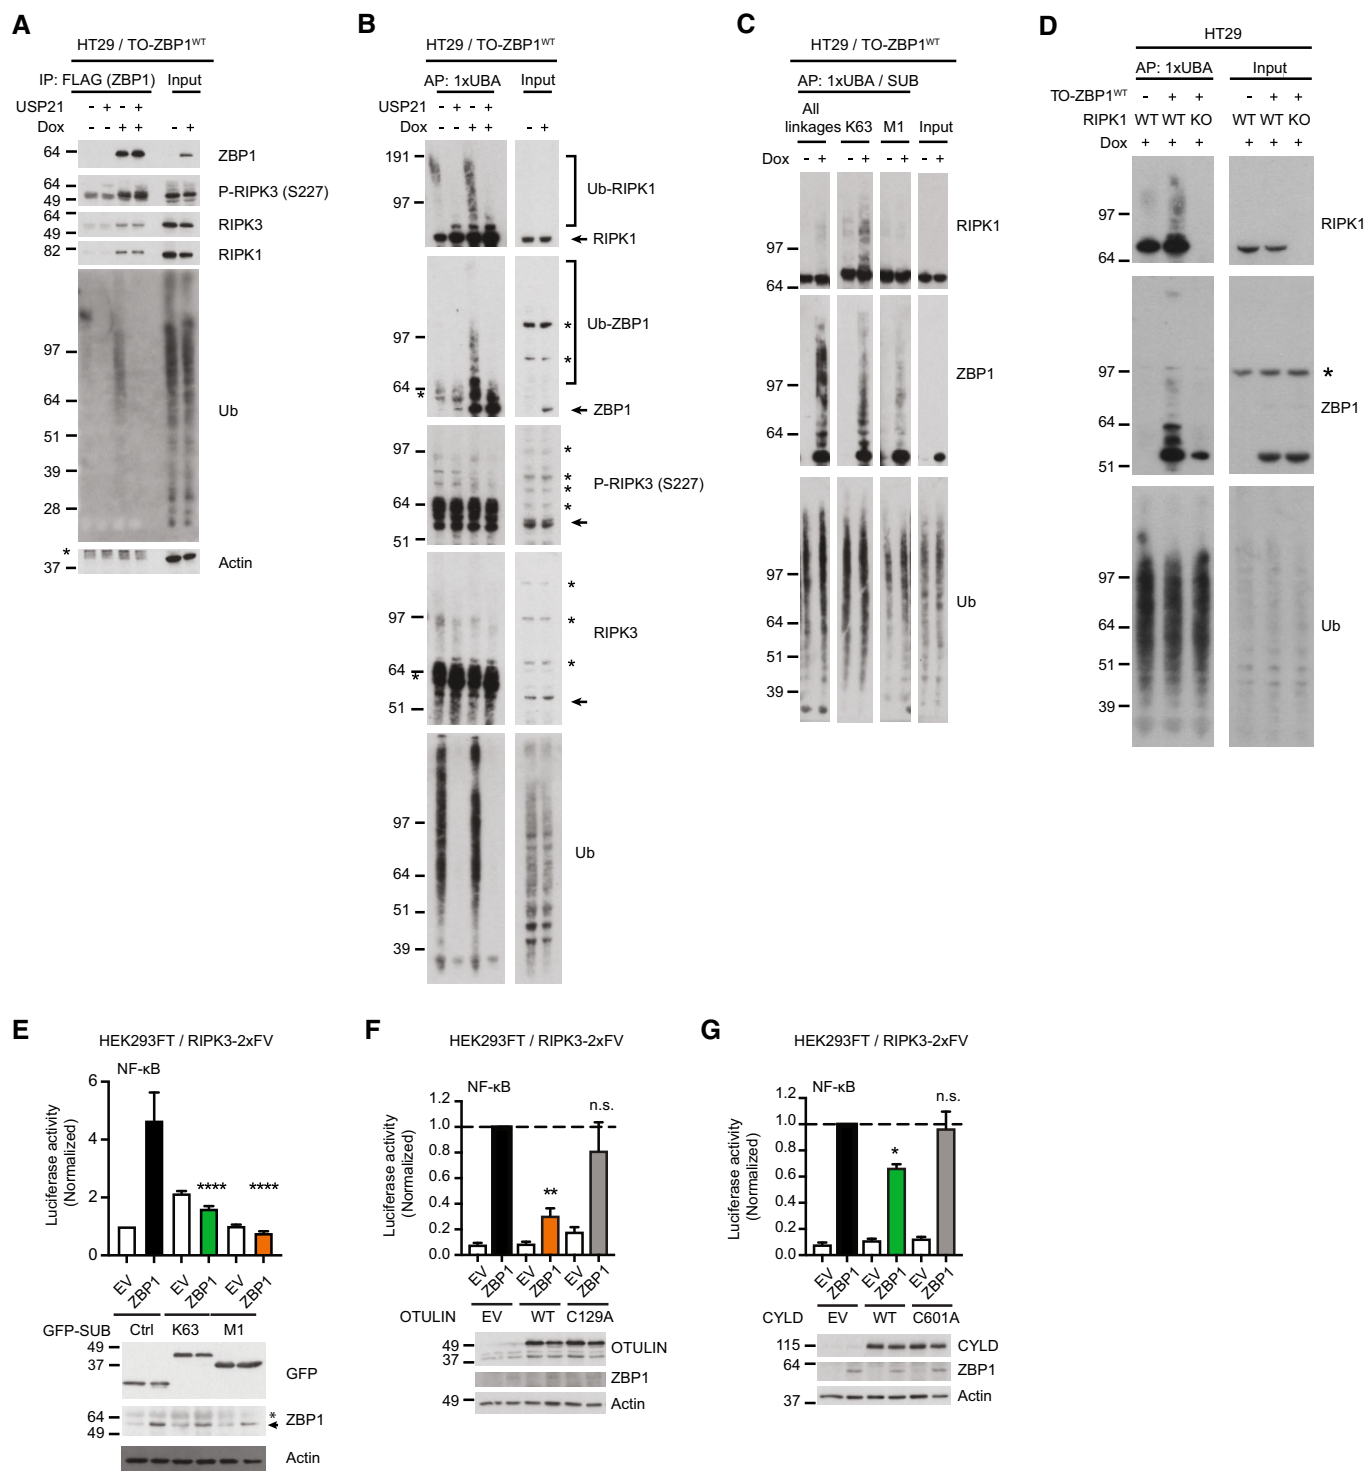 A
HT29 / TO-ZBP1WT
IP: FLAG (ZBP1) Input
USP21 - + - +
Dox - - + + - +
64 ZBP1
64
49 P-RIPK3 (S227)
64
49 RIPK3
82 RIPK1
97
64
51
39
28
Ub
*
37 Actin
B
HT29 / TO-ZBP1WT
AP: 1xUBA Input
USP21 - + - +
Dox - - + + - +
191
97
Ub-RIPK1
RIPK1
97
64
*
Ub-ZBP1
*
*
ZBP1
97
64
51
*
*
*
*
P-RIPK3 (S227)
97
64
*
51
*
*
*
RIPK3
97
64
51
39
Ub
C
HT29 / TO-ZBP1WT
AP: 1xUBA / SUB
All linkages K63 M1 Input
Dox - + - + - + - +
97
64
RIPK1
97
64
ZBP1
97
64
51
39
Ub
D
HT29
AP: 1xUBA Input
TO-ZBP1WT - + + - + +
RIPK1 WT WT KO WT WT KO
Dox + + + + + +
97
64
RIPK1
97
64
51
*
ZBP1
97
64
51
39
Ub
E
HEK293FT / RIPK3-2xFV
NF-κB
Luciferase activity
(Normalized)
6
4
2
0
**** ****
EV ZBP1 EV ZBP1 EV ZBP1
GFP-SUB Ctrl K63 M1
49
37
GFP
64
49
*
ZBP1
Actin
F
HEK293FT / RIPK3-2xFV
NF-κB
Luciferase activity
(Normalized)
1.2
1.0
0.8
0.6
0.4
0.2
0.0
**
n.s.
EV ZBP1 EV ZBP1 EV ZBP1
OTULIN EV WT C129A
49
37
OTULIN
ZBP1
49 Actin
G
HEK293FT / RIPK3-2xFV
NF-κB
Luciferase activity
(Normalized)
1.2
1.0
0.8
0.6
0.4
0.2
0.0
*
n.s.
EV ZBP1 EV ZBP1 EV ZBP1
CYLD EV WT C601A
115 CYLD
64 ZBP1
37 Actin